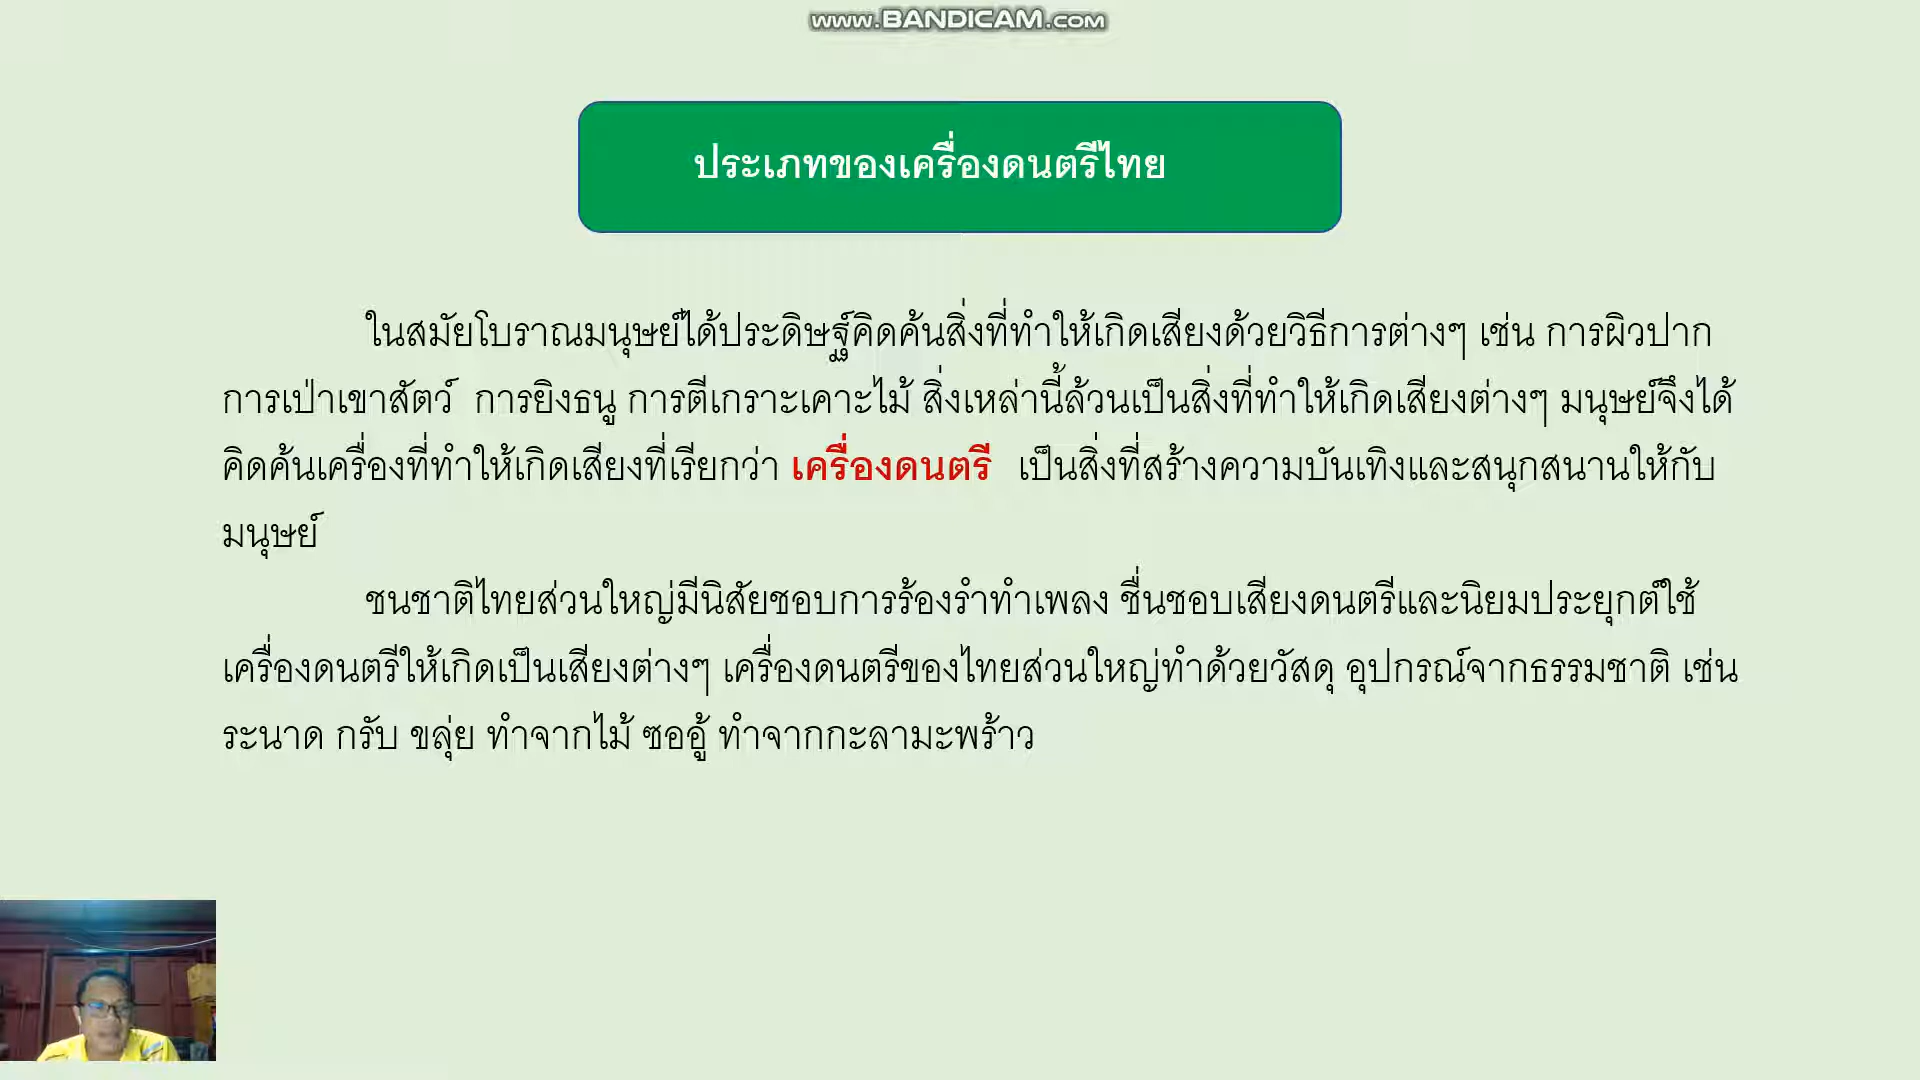 www.BANDICAM.com
ประเภทของเครื่องดนตรีไทย
ในสมัยโบราณมนุษย์ได้ประดิษฐ์คิดค้นสิ่งที่ทำให้เกิดเสียงด้วยวิธีการต่างๆ เช่น การผิวปาก
การเป่าเขาสัตว์ การยิงธนู การตีเกราะเคาะไม้ สิ่งเหล่านี้ล้วนเป็นสิ่งที่ทำให้เกิดเสียงต่างๆ มนุษย์จึงได้
คิดค้นเครื่องที่ทำให้เกิดเสียงที่เรียกว่า เครื่องดนตรี เป็นสิ่งที่สร้างความบันเทิงและสนุกสนานให้กับ
มนุษย์
ชนชาติไทยส่วนใหญ่มีนิสัยชอบการร้องรำทำเพลง ชื่นชอบเสียงดนตรีและนิยมประยุกต์ใช้
เครื่องดนตรีให้เกิดเป็นเสียงต่างๆ เครื่องดนตรีของไทยส่วนใหญ่ทำด้วยวัสดุ อุปกรณ์จากธรรมชาติ เช่น
ระนาด กรับ ขลุ่ย ทำจากไม้ ซออู้ ทำจากกะลามะพร้าว